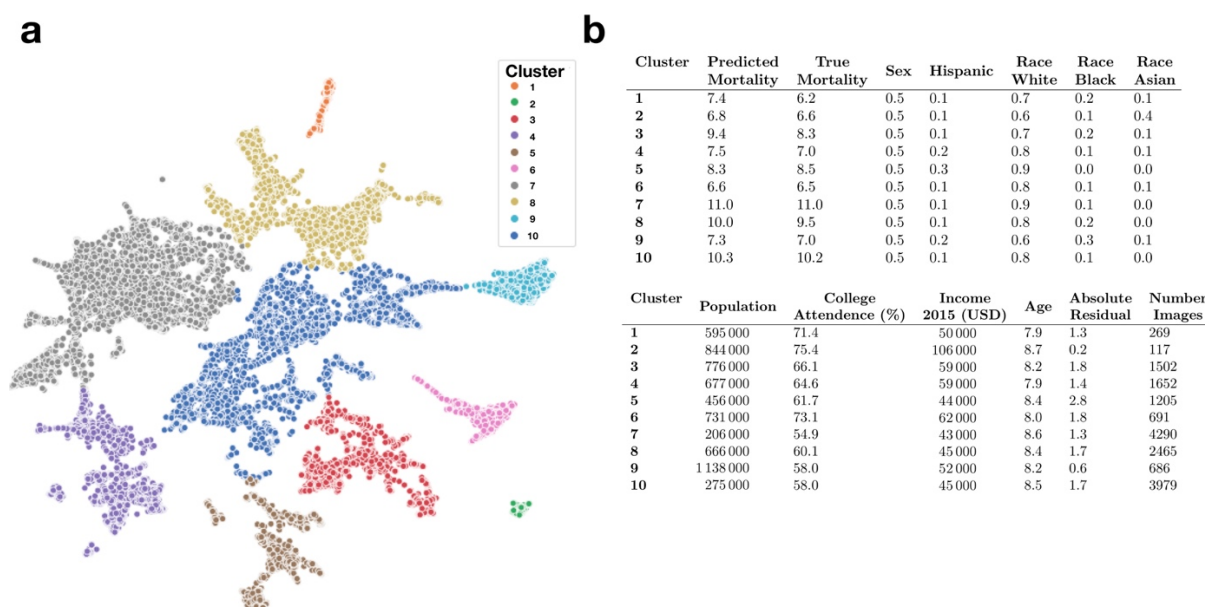 a
Cluster
1
2
3
4
5
6
7
8
9
10
b
Cluster Predicted Mortality True Mortality Sex Hispanic Race White Race Black Race Asian
1 7.4 6.2 0.5 0.1 0.7 0.2 0.1
2 6.8 6.6 0.5 0.1 0.6 0.1 0.4
3 9.4 8.3 0.5 0.1 0.7 0.2 0.1
4 7.5 7.0 0.5 0.2 0.8 0.1 0.1
5 8.3 8.5 0.5 0.3 0.9 0.0 0.0
6 6.6 6.5 0.5 0.1 0.8 0.1 0.1
7 11.0 11.0 0.5 0.1 0.9 0.1 0.0
8 10.0 9.5 0.5 0.1 0.8 0.2 0.0
9 7.3 7.0 0.5 0.2 0.6 0.3 0.1
10 10.3 10.2 0.5 0.1 0.8 0.1 0.0
Cluster Population College Attendence (%) Income 2015 (USD) Age Absolute Residual Number Images
1 595 000 71.4 50 000 7.9 1.3 269
2 844 000 75.4 106 000 8.7 0.2 117
3 776 000 66.1 59 000 8.2 1.8 1502
4 677 000 64.6 59 000 7.9 1.4 1652
5 456 000 61.7 44 000 8.4 2.8 1205
6 731 000 73.1 62 000 8.0 1.8 691
7 206 000 54.9 43 000 8.6 1.3 4290
8 666 000 60.1 45 000 8.4 1.7 2465
9 1 138 000 58.0 52 000 8.2 0.6 686
10 275 000 58.0 45 000 8.5 1.7 3979